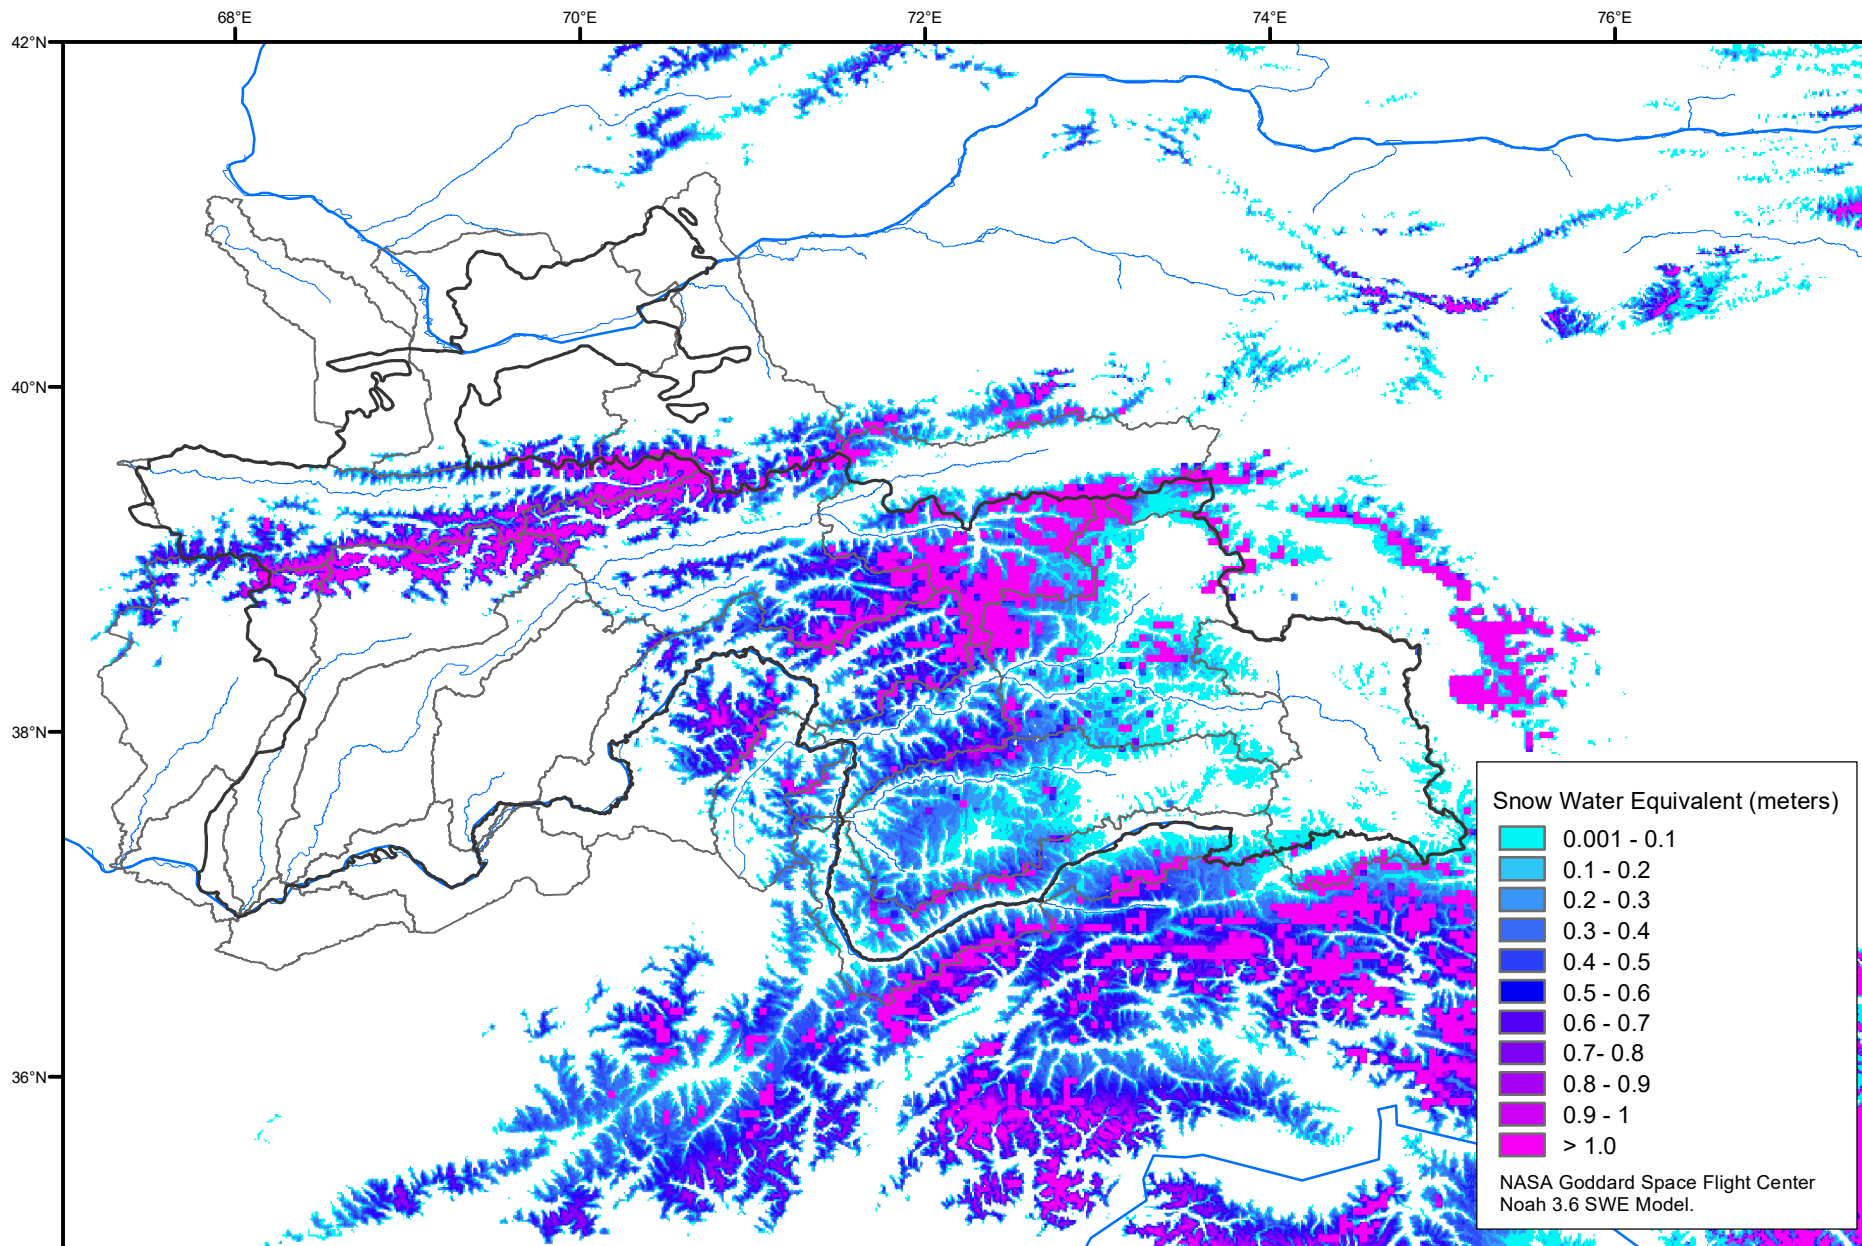 68°E 70°E 72°E 74°E 76°E
42°N
40°N
38°N
36°N
Snow Water Equivalent (meters)
0.001 - 0.1
0.1 - 0.2
0.2 - 0.3
0.3 - 0.4
0.4 - 0.5
0.5 - 0.6
0.6 - 0.7
0.7- 0.8
0.8 - 0.9
0.9 - 1
> 1.0
NASA Goddard Space Flight Center
Noah 3.6 SWE Model.